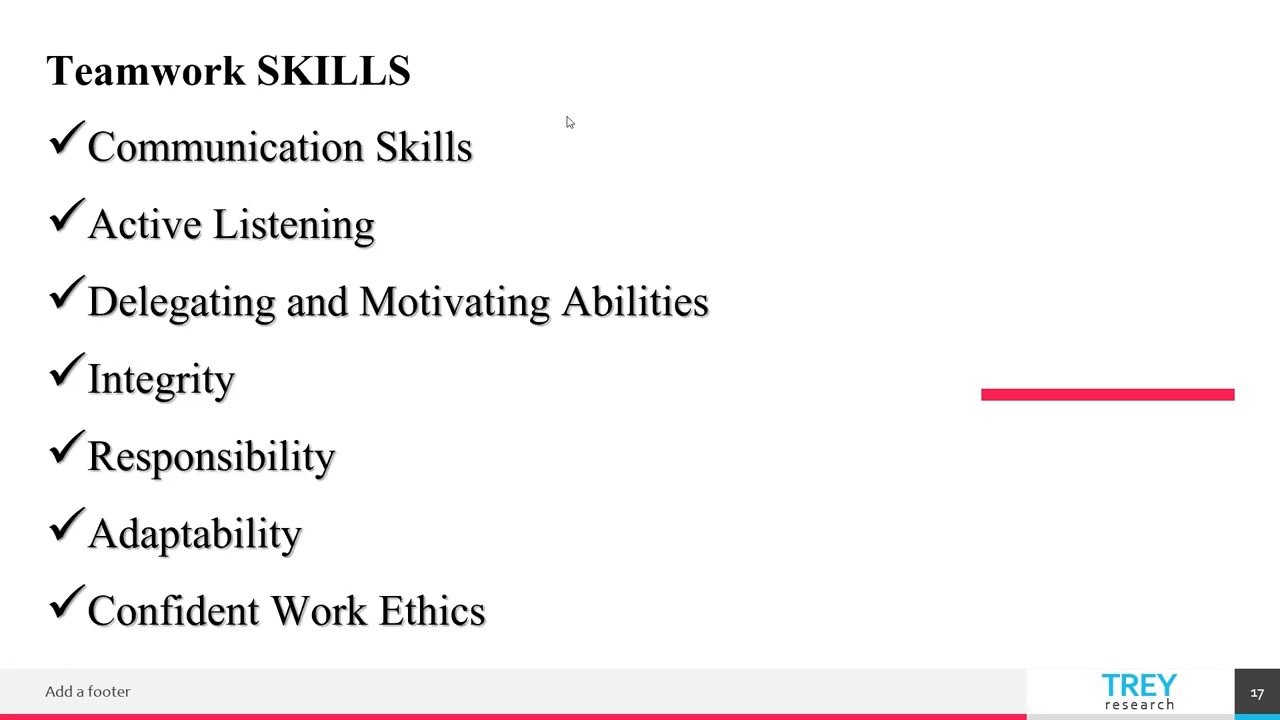 Teamwork SKILLS
✓Communication Skills
✓Active Listening
✓Delegating and Motivating Abilities
✓Integrity
✓Responsibility
✓Adaptability
✓Confident Work Ethics
Add a footer
TREY
research
17